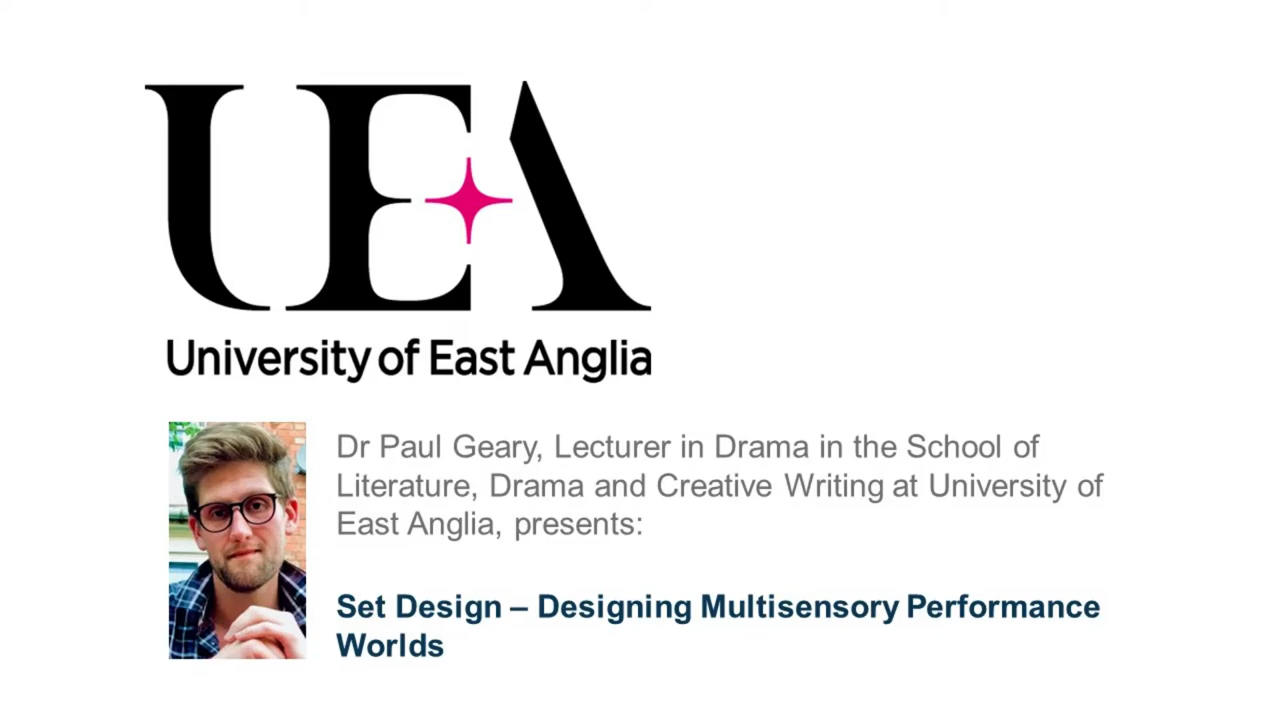 UEA
University of East Anglia
Dr Paul Geary, Lecturer in Drama in the School of
Literature, Drama and Creative Writing at University of
East Anglia, presents:
Set Design – Designing Multisensory Performance
Worlds